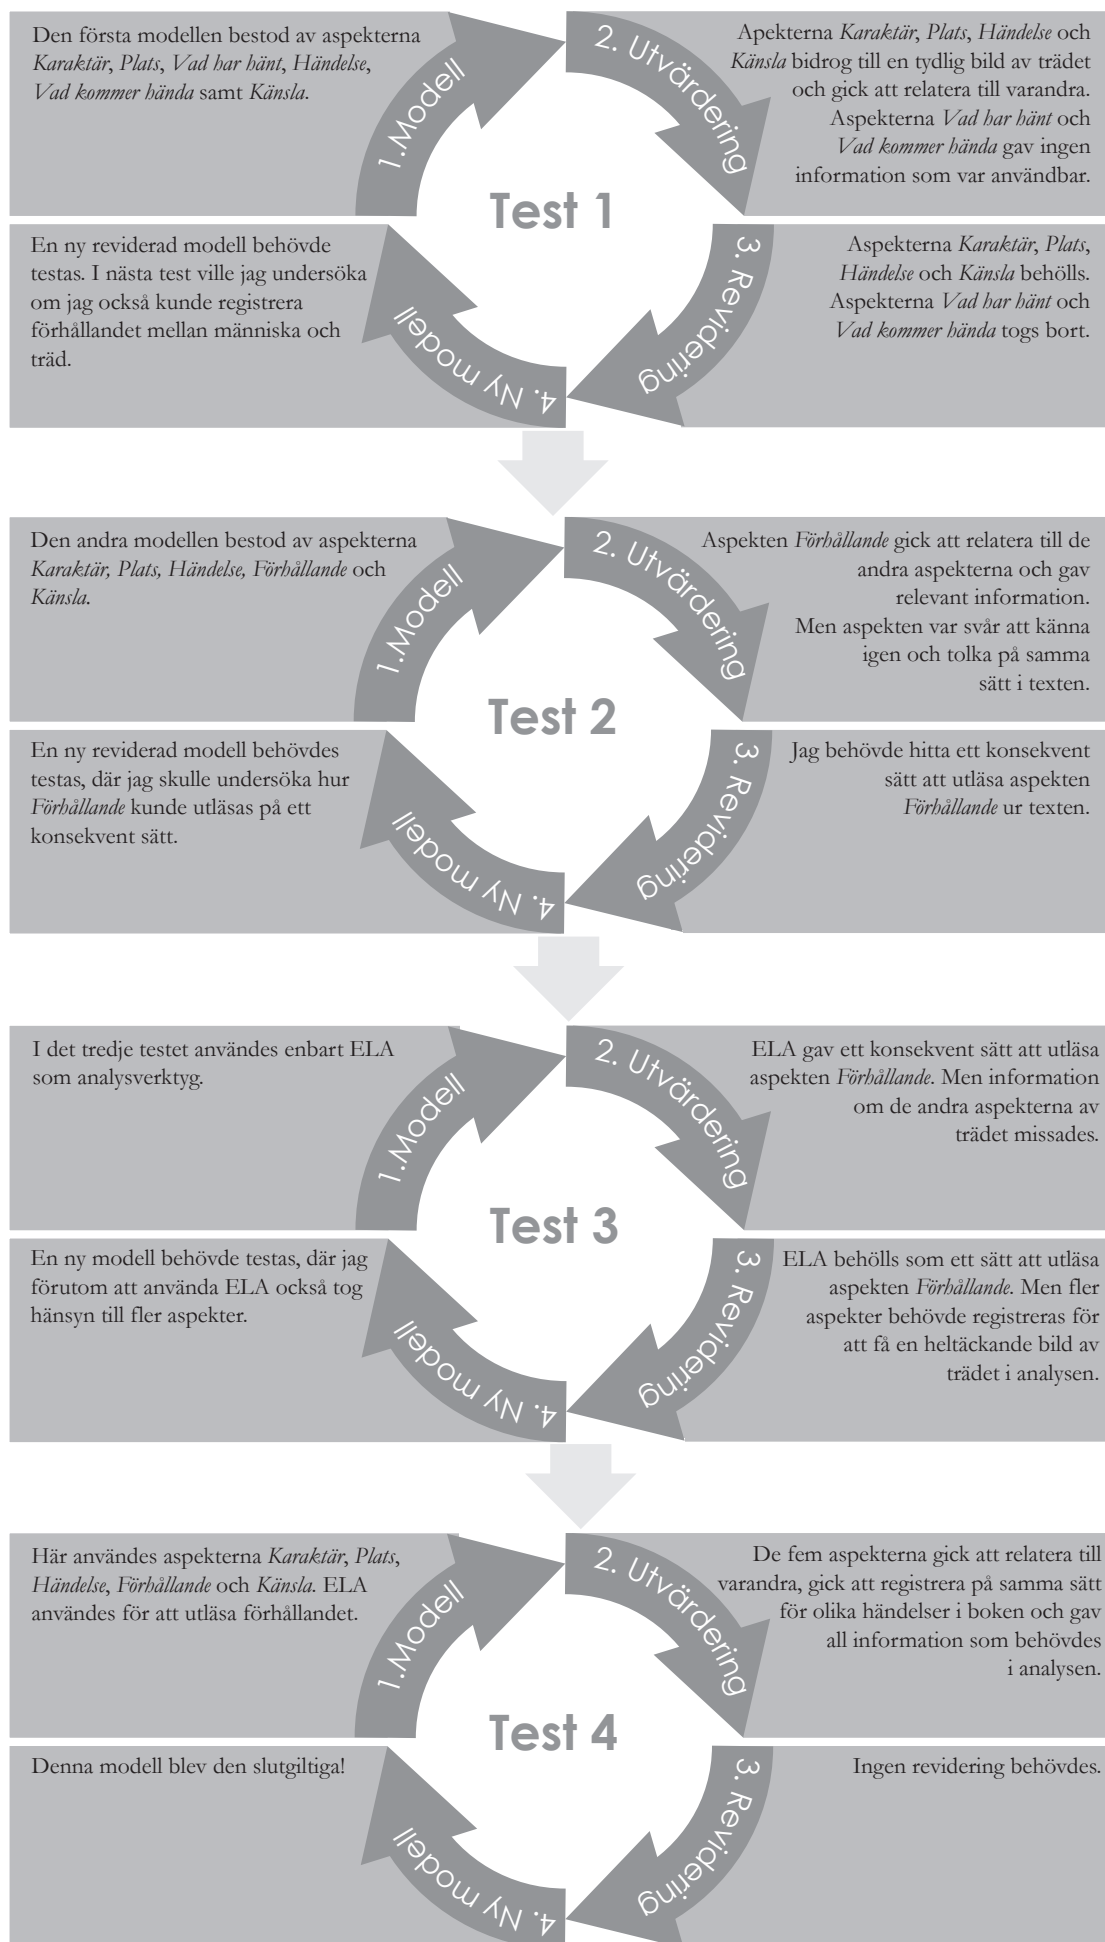 Den första modellen bestod av aspekterna
Karaktär, Plats, Vad har hänt, Händelse,
Vad kommer hända samt Känsla.
1.Modell
2. Utvärdering
Apekterna Karaktär, Plats, Händelse och
Känsla bidrog till en tydlig bild av trädet
och gick att relatera till varandra.
Aspekterna Vad har hänt och
Vad kommer hända gav ingen
information som var användbar.
Test 1
3. Revidering
Aspekterna Karaktär, Plats,
Händelse och Känsla behölls.
Aspekterna Vad har hänt och
Vad kommer hända togs bort.
4. Ny modell
En ny reviderad modell behövde
testas. I nästa test ville jag undersöka
om jag också kunde registrera
förhållandet mellan människa och
träd.
Den andra modellen bestod av aspekterna
Karaktär, Plats, Händelse, Förhållande och
Känsla.
1.Modell
2. Utvärdering
Aspekten Förhållande gick att relatera till de
andra aspekterna och gav
relevant information.
Men aspekten var svår att känna
igen och tolka på samma
sätt i texten.
Test 2
3. Revidering
Jag behövde hitta ett konsekvent
sätt att utläsa aspekten
Förhållande ur texten.
4. Ny modell
En ny reviderad modell behövdes
testas, där jag skulle undersöka hur
Förhållande kunde utläsas på ett
konsekvent sätt.
I det tredje testet användes enbart ELA
som analysverktyg.
1.Modell
2. Utvärdering
ELA gav ett konsekvent sätt att utläsa
aspekten Förhållande. Men information
om de andra aspekterna av
trädet missades.
Test 3
3. Revidering
ELA behölls som ett sätt att utläsa
aspekten Förhållande. Men fler
aspekter behövde registreras för
att få en heltäckande bild av
trädet i analysen.
4. Ny modell
En ny modell behövde testas, där jag
förutom att använda ELA också tog
hänsyn till fler aspekter.
Här användes aspekterna Karaktär, Plats,
Händelse, Förhållande och Känsla. ELA
användes för att utläsa förhållandet.
1.Modell
2. Utvärdering
De fem aspekterna gick att relatera till
varandra, gick att registrera på samma sätt
för olika händelser i boken och gav
all information som behövdes
i analysen.
Test 4
3. Revidering
Ingen revidering behövdes.
4. Ny modell
Denna modell blev den slutgiltiga!